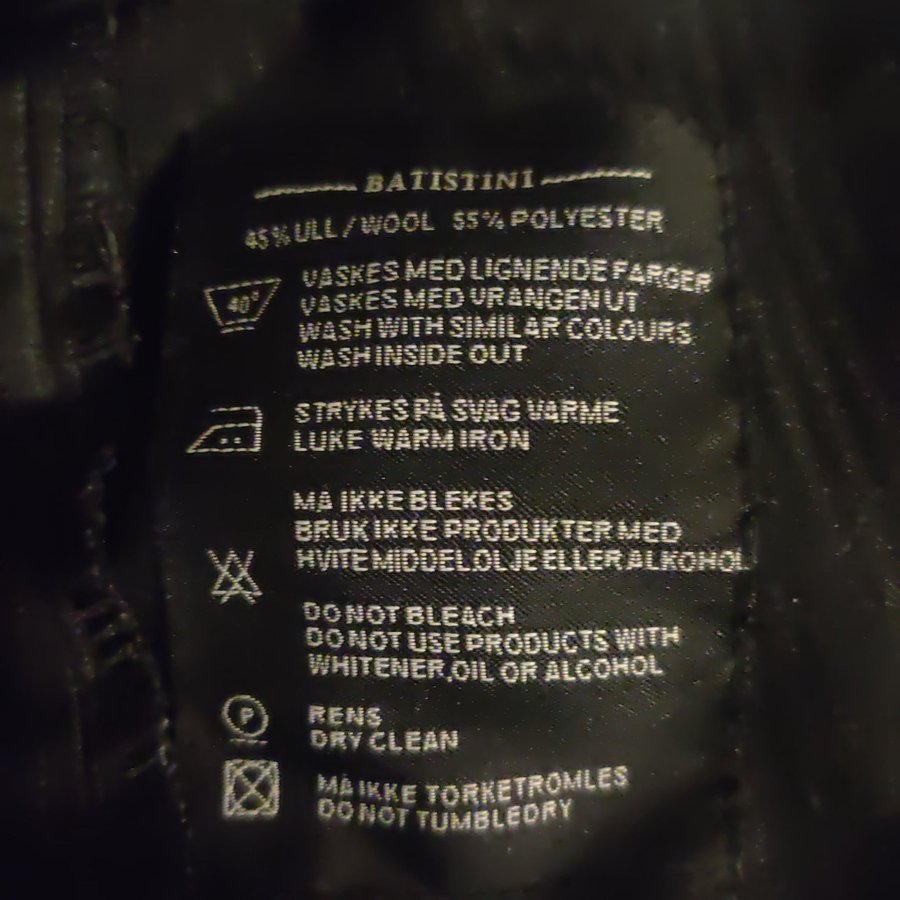 BATISTINI
45% ULL / WOOL 55% POLYESTER
40°
VASKES MED LIGNENDE FARGER
VASKES MED VRANGEN UT
WASH WITH SIMILAR COLOURS
WASH INSIDE OUT
STRYKES PÅ SVAG VARME
LUKE WARM IRON
MÅ IKKE BLEKES
BRUK IKKE PRODUKTER MED
HVITEMIDDEL.OLJE ELLER ALKOHOL
DO NOT BLEACH
DO NOT USE PRODUCTS WITH
WHITENER.OIL OR ALCOHOL
P
RENS
DRY CLEAN
MÅ IKKE TORKETROMLES
DO NOT TUMBLEDRY